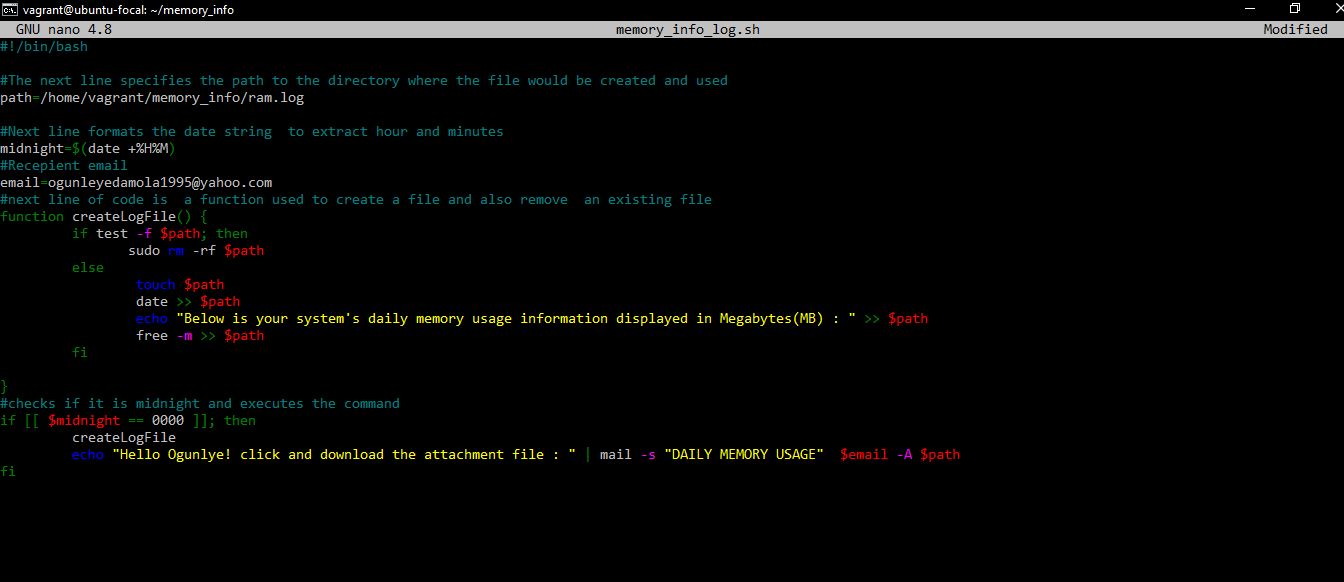 vagrant@ubuntu-focal: ~/memory_info
GNU nano 4.8 memory_info_log.sh Modified
#!/bin/bash
#The next line specifies the path to the directory where the file would be created and used
path=/home/vagrant/memory_info/ram.log
#Next line formats the date string  to extract hour and minutes
midnight=$(date +%H%M)
#Recepient email
email=ogunleyedamola1995@yahoo.com
#next line of code is  a function used to create a file and also remove  an existing file
function createLogFile() {
if test -f $path; then
sudo rm -rf $path
else
touch $path
date >> $path
echo "Below is your system's daily memory usage information displayed in Megabytes(MB) : " >> $path
free -m >> $path
fi
}
#checks if it is midnight and executes the command
if [[ $midnight == 0000 ]]; then
createLogFile
echo "Hello Ogunlye! click and download the attachment file : " | mail -s "DAILY MEMORY USAGE"  $email -A $path
fi